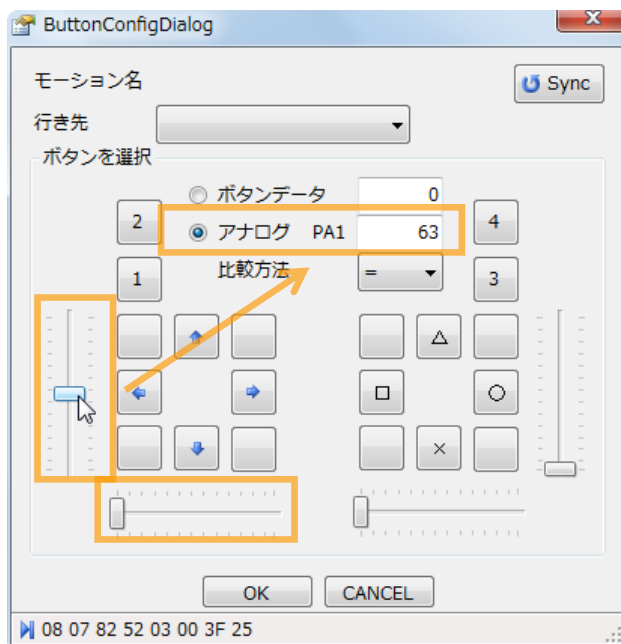 ButtonConfigDialog
モーション名
Sync
行き先
ボタンを選択
ボタンデータ 0
アナログ PA1 63
比較方法 =
2
1
4
3
△
□
○
×
OK
CANCEL
08 07 82 52 03 00 3F 25